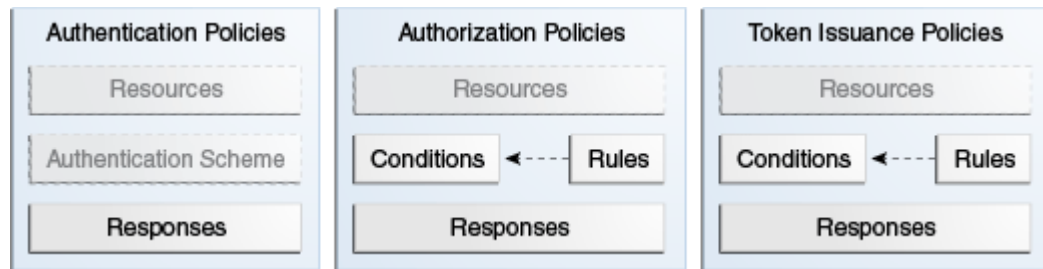 Authentication Policies
Resources
Authentication Scheme
Responses
Authorization Policies
Resources
Conditions
Rules
Responses
Token Issuance Policies
Resources
Conditions
Rules
Responses